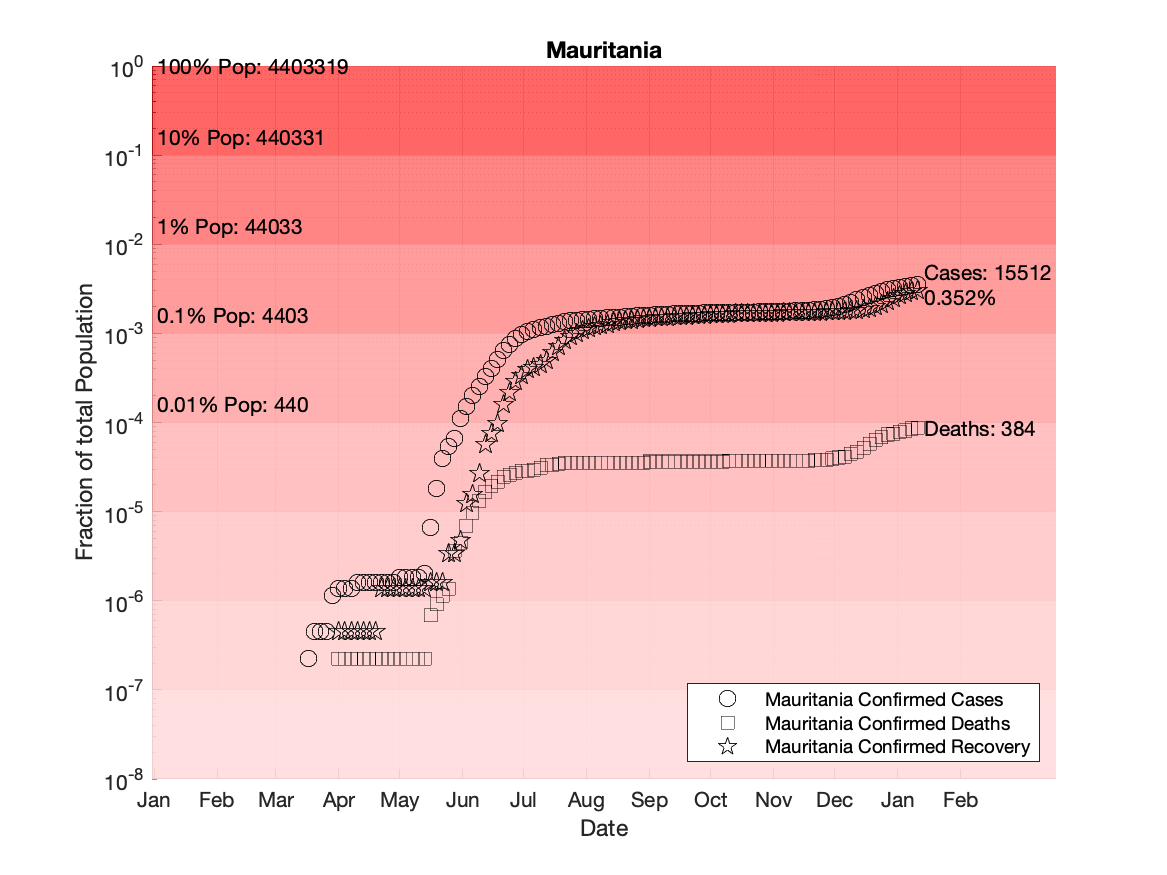 Mauritania
10^0
100% Pop: 4403319
10% Pop: 440331
10^-1
1% Pop: 44033
10^-2
Cases: 15512
0.352%
0.1% Pop: 4403
10^-3
0.01% Pop: 440
10^-4
Deaths: 384
10^-5
10^-6
10^-7
10^-8
Fraction of total Population
Mauritania Confirmed Cases
Mauritania Confirmed Deaths
Mauritania Confirmed Recovery
Jan Feb Mar Apr May Jun Jul Aug Sep Oct Nov Dec Jan Feb
Date